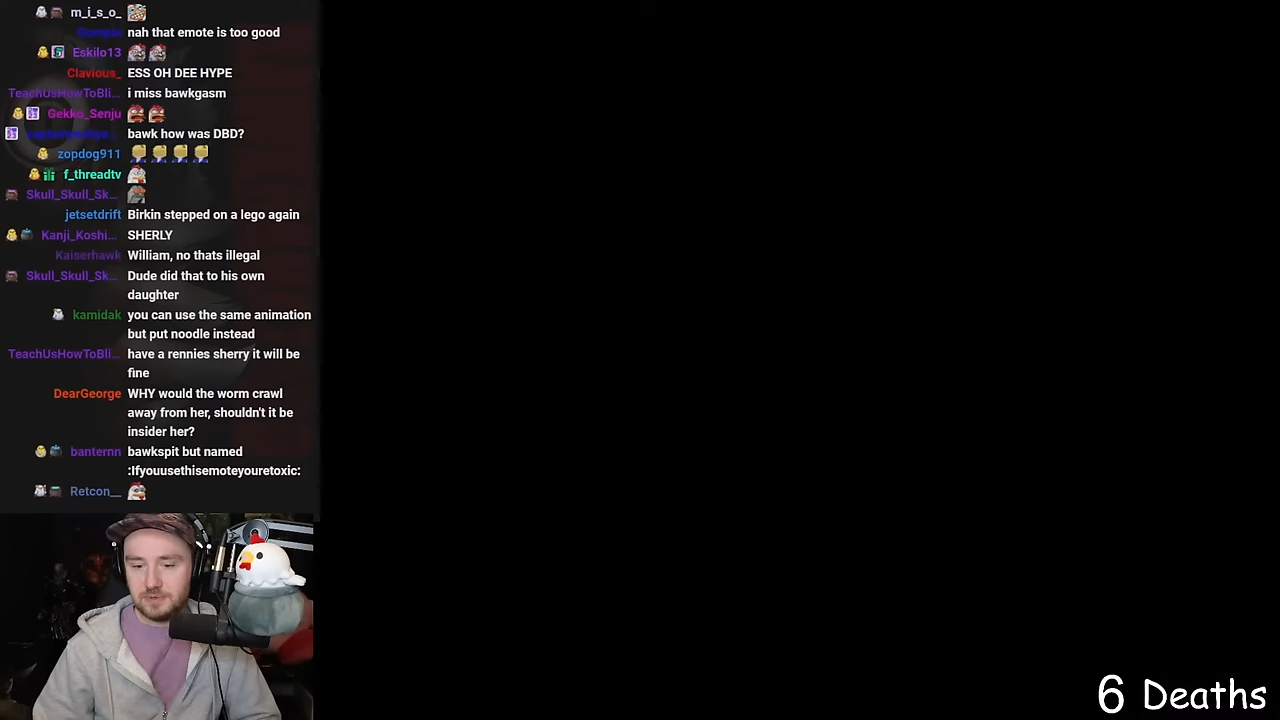 m_i_s_o_
nah that emote is too good
Eskilo13
Clavious_ ESS OH DEE HYPE
TeachUsHowToBli... i miss bawkgasm
Gekko_Senju
bawk how was DBD?
zopdog911
f_threadtv
Skull_Skull_Sk...
jetsetdrift Birkin stepped on a lego again
Kanji_Koshi... SHERLY
Kaiserhawk William, no thats illegal
Skull_Skull_Sk... Dude did that to his own
daughter
kamidak you can use the same animation
but put noodle instead
TeachUsHowToBli... have a rennies sherry it will be
fine
DearGeorge WHY would the worm crawl
away from her, shouldn't it be
insider her?
banternn bawkspit but named
:Ifyouusethisemoteyouretoxic:
Retcon__
6 Deaths